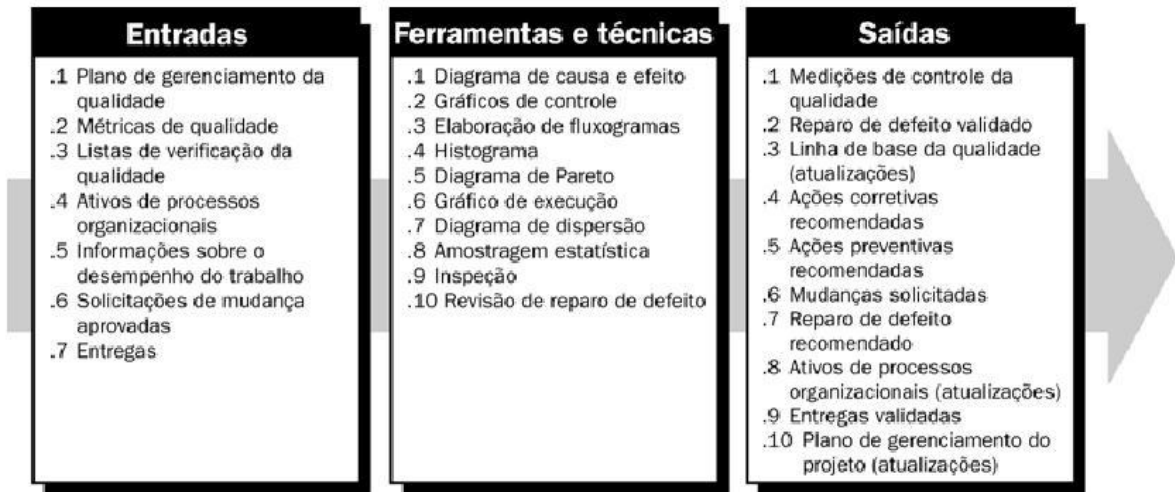 Entradas
.1 Plano de gerenciamento da
qualidade
.2 Métricas de qualidade
.3 Listas de verificação da
qualidade
.4 Ativos de processos
organizacionais
.5 Informações sobre o
desempenho do trabalho
.6 Solicitações de mudança
aprovadas
.7 Entregas
Ferramentas e técnicas
.1 Diagrama de causa e efeito
.2 Gráficos de controle
.3 Elaboração de fluxogramas
.4 Histograma
.5 Diagrama de Pareto
.6 Gráfico de execução
.7 Diagrama de dispersão
.8 Amostragem estatística
.9 Inspeção
.10 Revisão de reparo de defeito
Saídas
.1 Medições de controle da
qualidade
.2 Reparo de defeito validado
.3 Linha de base da qualidade
(atualizações)
.4 Ações corretivas
recomendadas
.5 Ações preventivas
recomendadas
.6 Mudanças solicitadas
.7 Reparo de defeito
recomendado
.8 Ativos de processos
organizacionais (atualizações)
.9 Entregas validadas
.10 Plano de gerenciamento do
projeto (atualizações)